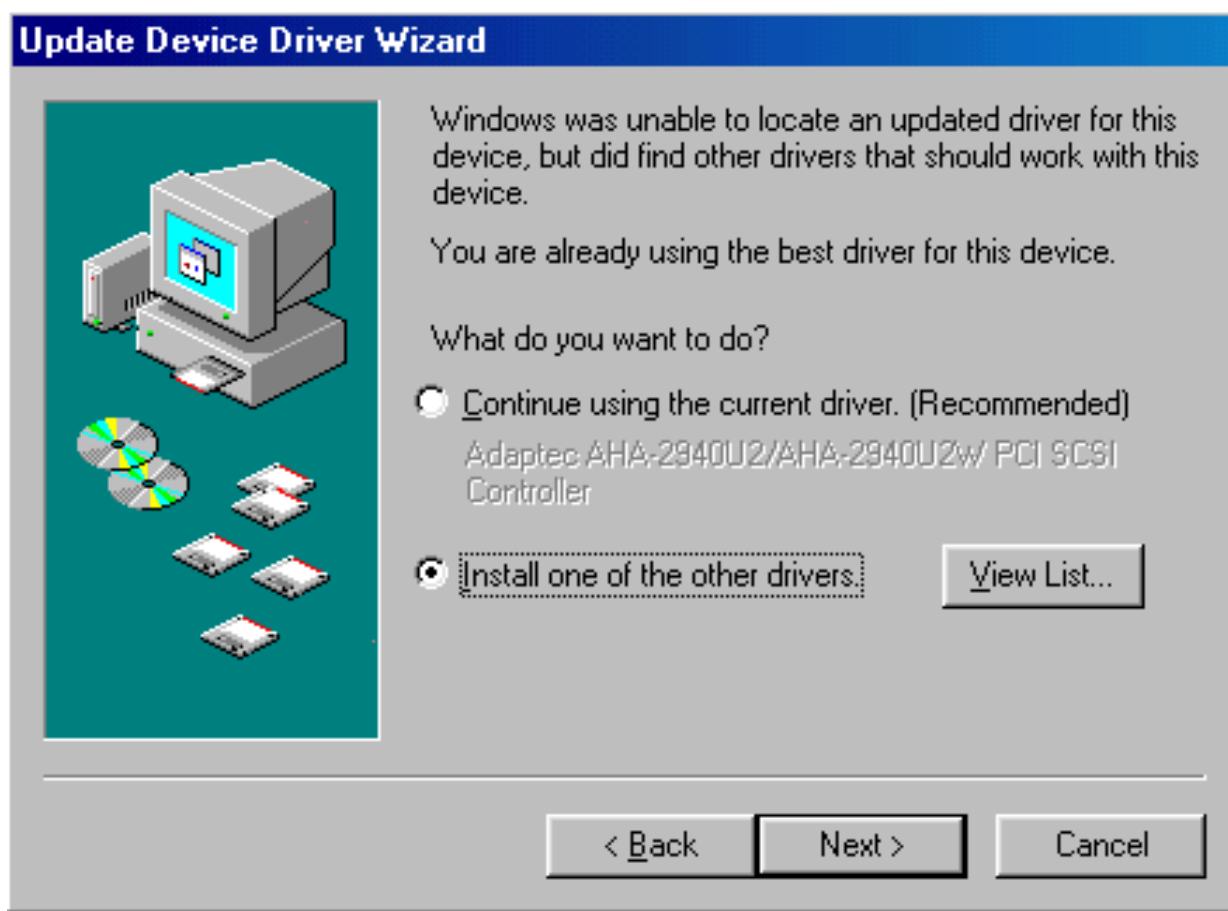 Update Device Driver Wizard
Windows was unable to locate an updated driver for this
device, but did find other drivers that should work with this
device.
You are already using the best driver for this device.
What do you want to do?
Continue using the current driver. (Recommended)
Adaptec AHA-2940U2/AHA-2940U2W PCI SCSI
Controller
Install one of the other drivers.
View List...
< Back
Next >
Cancel